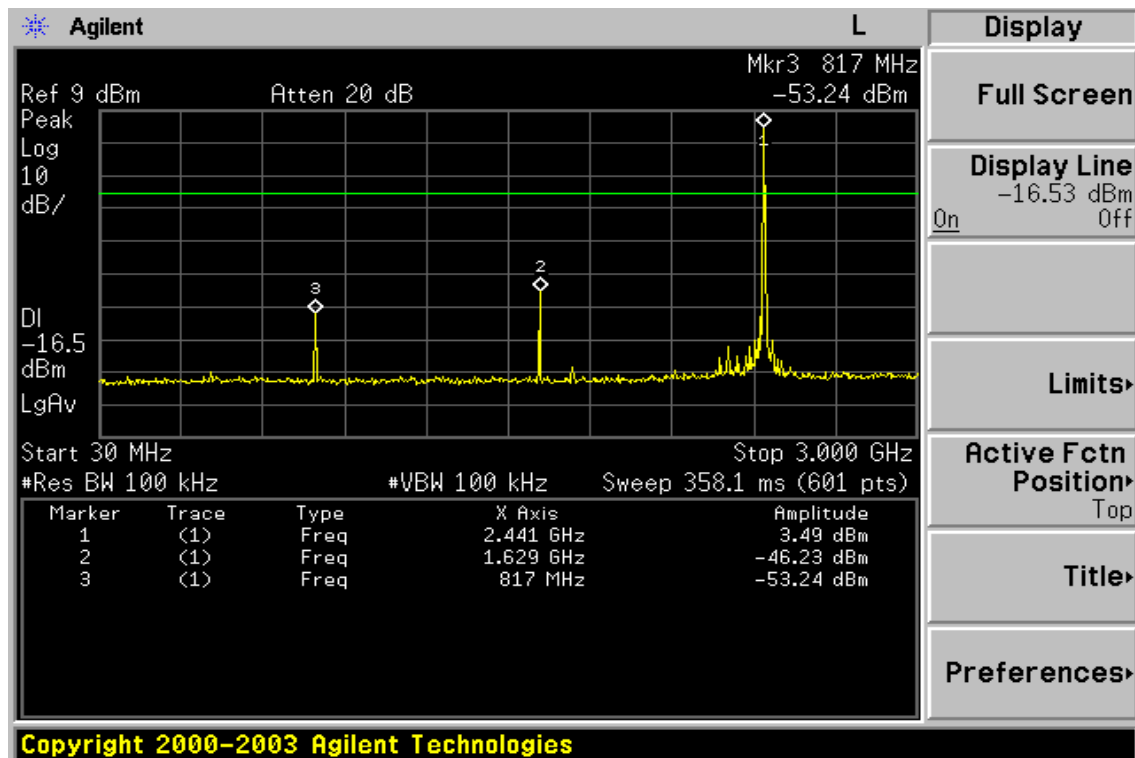 Agilent L
Mkr3 817 MHz
Ref 9 dBm Atten 20 dB -53.24 dBm
Peak
Log
10
dB/
1
2
3
DI
-16.5
dBm
LgAv
Start 30 MHz Stop 3.000 GHz
#Res BW 100 kHz #VBW 100 kHz Sweep 358.1 ms (601 pts)
Marker Trace Type X Axis Amplitude
1 (1) Freq 2.441 GHz 3.49 dBm
2 (1) Freq 1.629 GHz -46.23 dBm
3 (1) Freq 817 MHz -53.24 dBm
Display
Full Screen
Display Line
-16.53 dBm
On Off
Limits
Active Fctn
Position
Top
Title
Preferences
Copyright 2000-2003 Agilent Technologies